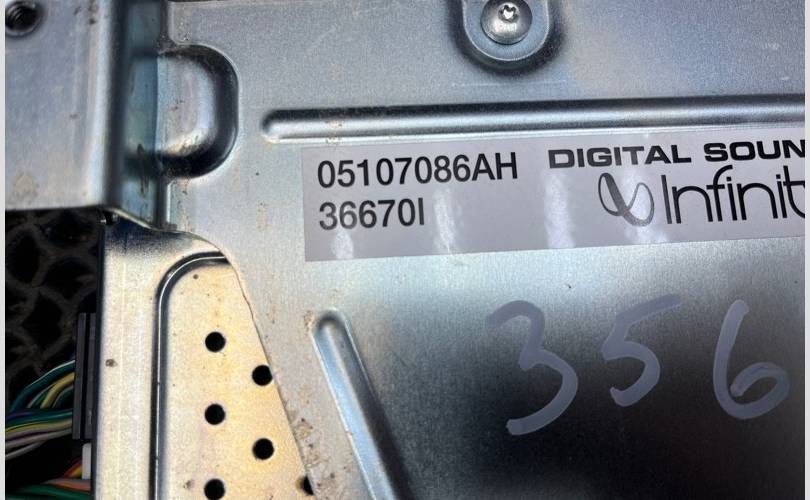 05107086AH DIGITAL SOUN
36670I Infinit
356